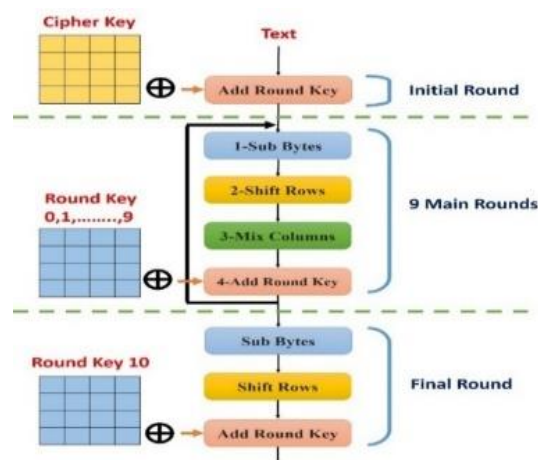 Cipher Key
Text
Add Round Key
Initial Round
1-Sub Bytes
2-Shift Rows
Round Key
0,1,........,9
9 Main Rounds
3-Mix Columns
4-Add Round Key
Sub Bytes
Round Key 10
Shift Rows
Final Round
Add Round Key